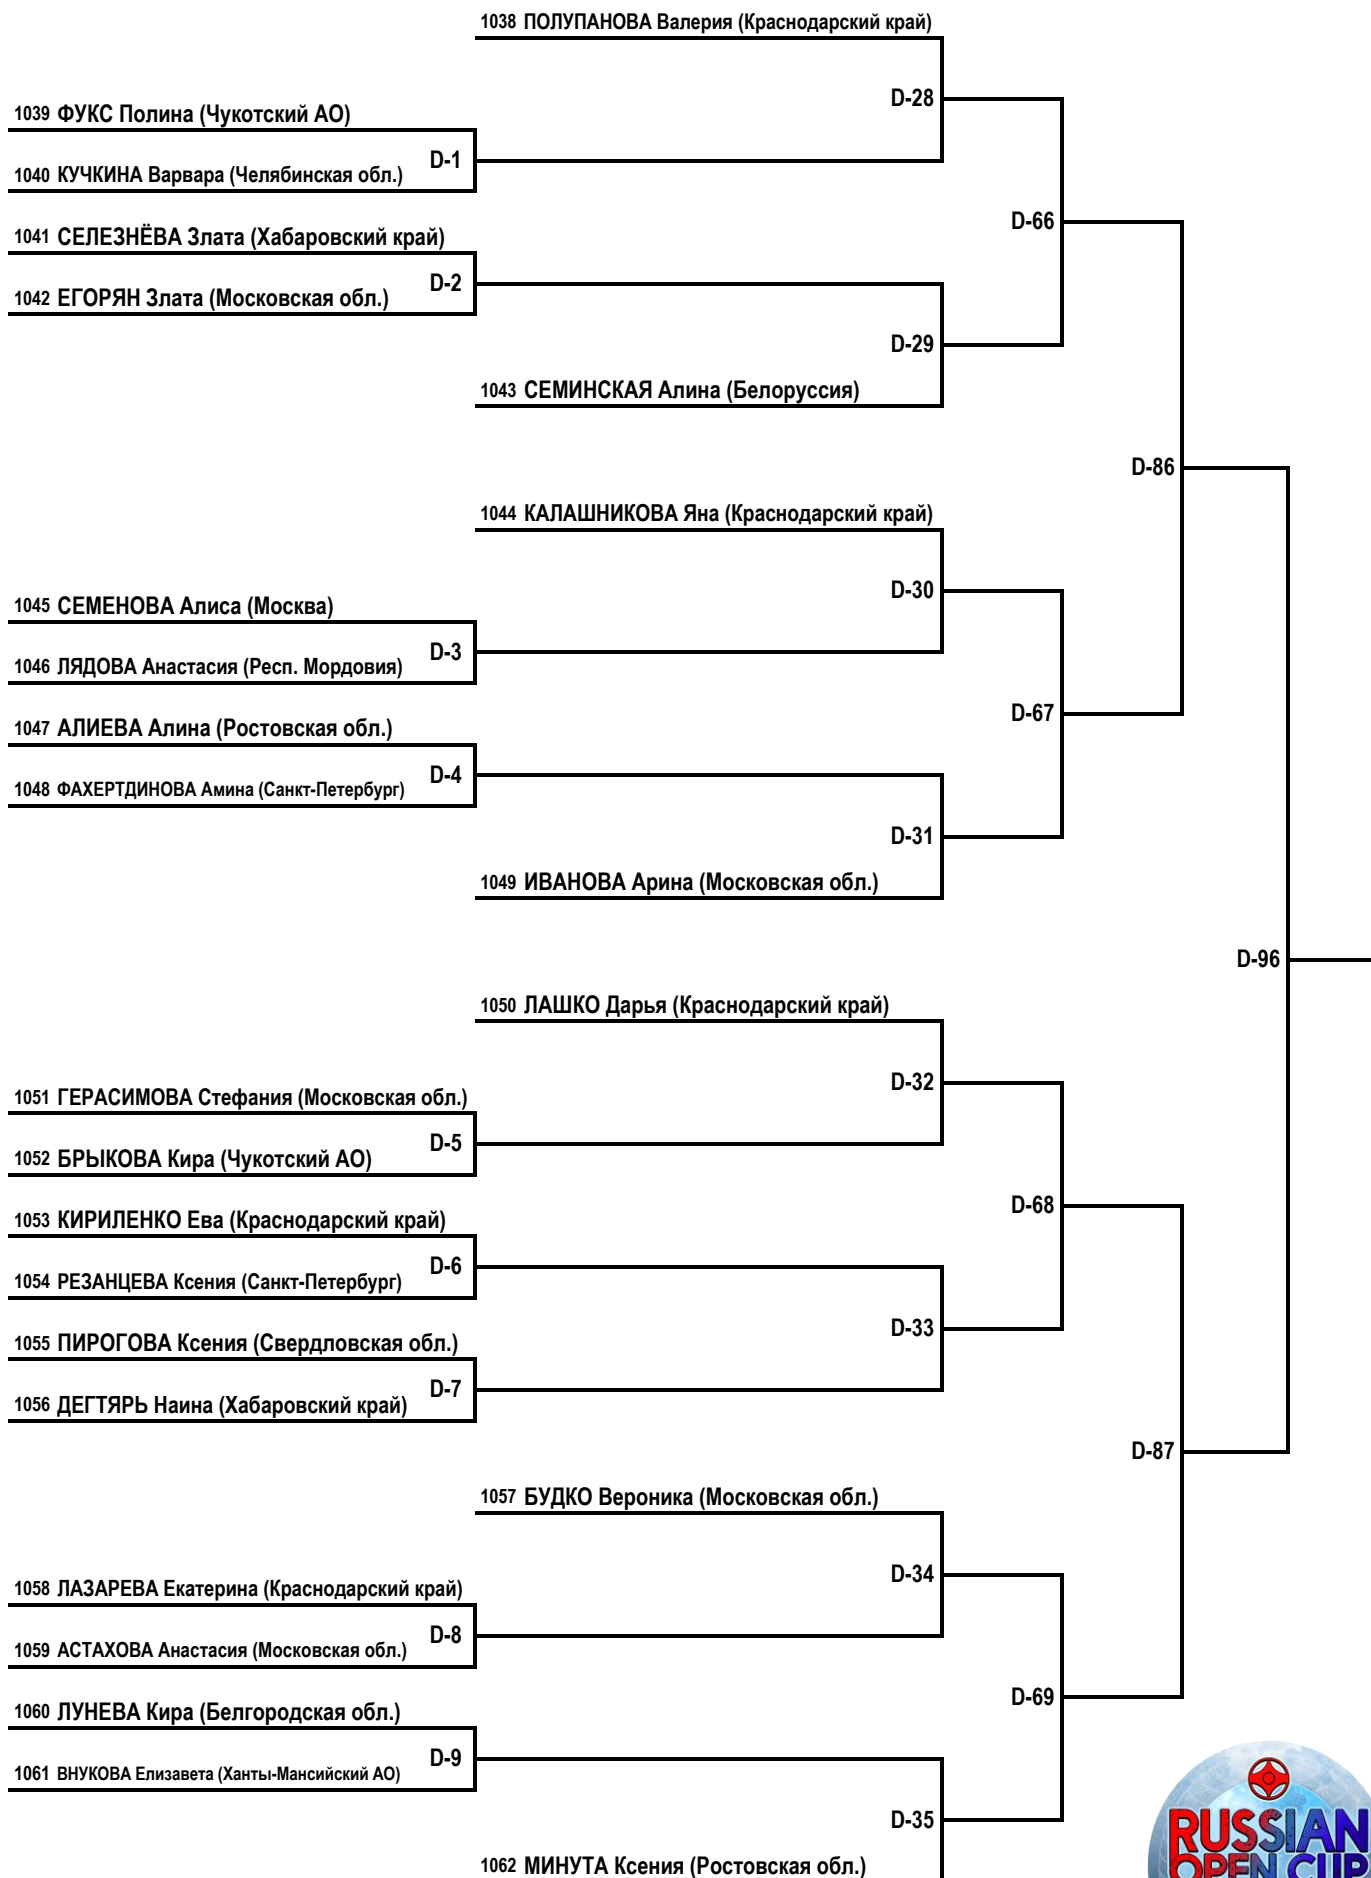 1038 ПОЛУПАНОВА Валерия (Краснодарский край)
D-28
1039 ФУКС Полина (Чукотский АО)
D-1
1040 КУЧКИНА Варвара (Челябинская обл.)
D-66
1041 СЕЛЕЗНЁВА Злата (Хабаровский край)
D-2
1042 ЕГОРЯН Злата (Московская обл.)
D-29
1043 СЕМИНСКАЯ Алина (Белоруссия)
D-86
1044 КАЛАШНИКОВА Яна (Краснодарский край)
D-30
1045 СЕМЕНОВА Алиса (Москва)
D-3
1046 ЛЯДОВА Анастасия (Респ. Мордовия)
D-67
1047 АЛИЕВА Алина (Ростовская обл.)
D-4
1048 ФАХЕРТДИНОВА Амина (Санкт-Петербург)
D-31
1049 ИВАНОВА Арина (Московская обл.)
D-96
1050 ЛАШКО Дарья (Краснодарский край)
D-32
1051 ГЕРАСИМОВА Стефания (Московская обл.)
D-5
1052 БРЫКОВА Кира (Чукотский АО)
D-68
1053 КИРИЛЕНКО Ева (Краснодарский край)
D-6
1054 РЕЗАНЦЕВА Ксения (Санкт-Петербург)
D-33
1055 ПИРОГОВА Ксения (Свердловская обл.)
D-7
1056 ДЕГТЯРЬ Наина (Хабаровский край)
D-87
1057 БУДКО Вероника (Московская обл.)
D-34
1058 ЛАЗАРЕВА Екатерина (Краснодарский край)
D-8
1059 АСТАХОВА Анастасия (Московская обл.)
D-69
1060 ЛУНЕВА Кира (Белгородская обл.)
D-9
1061 ВНУКОВА Елизавета (Ханты-Мансийский АО)
D-35
1062 МИНУТА Ксения (Ростовская обл.)
RUSSIAN
OPEN CUP